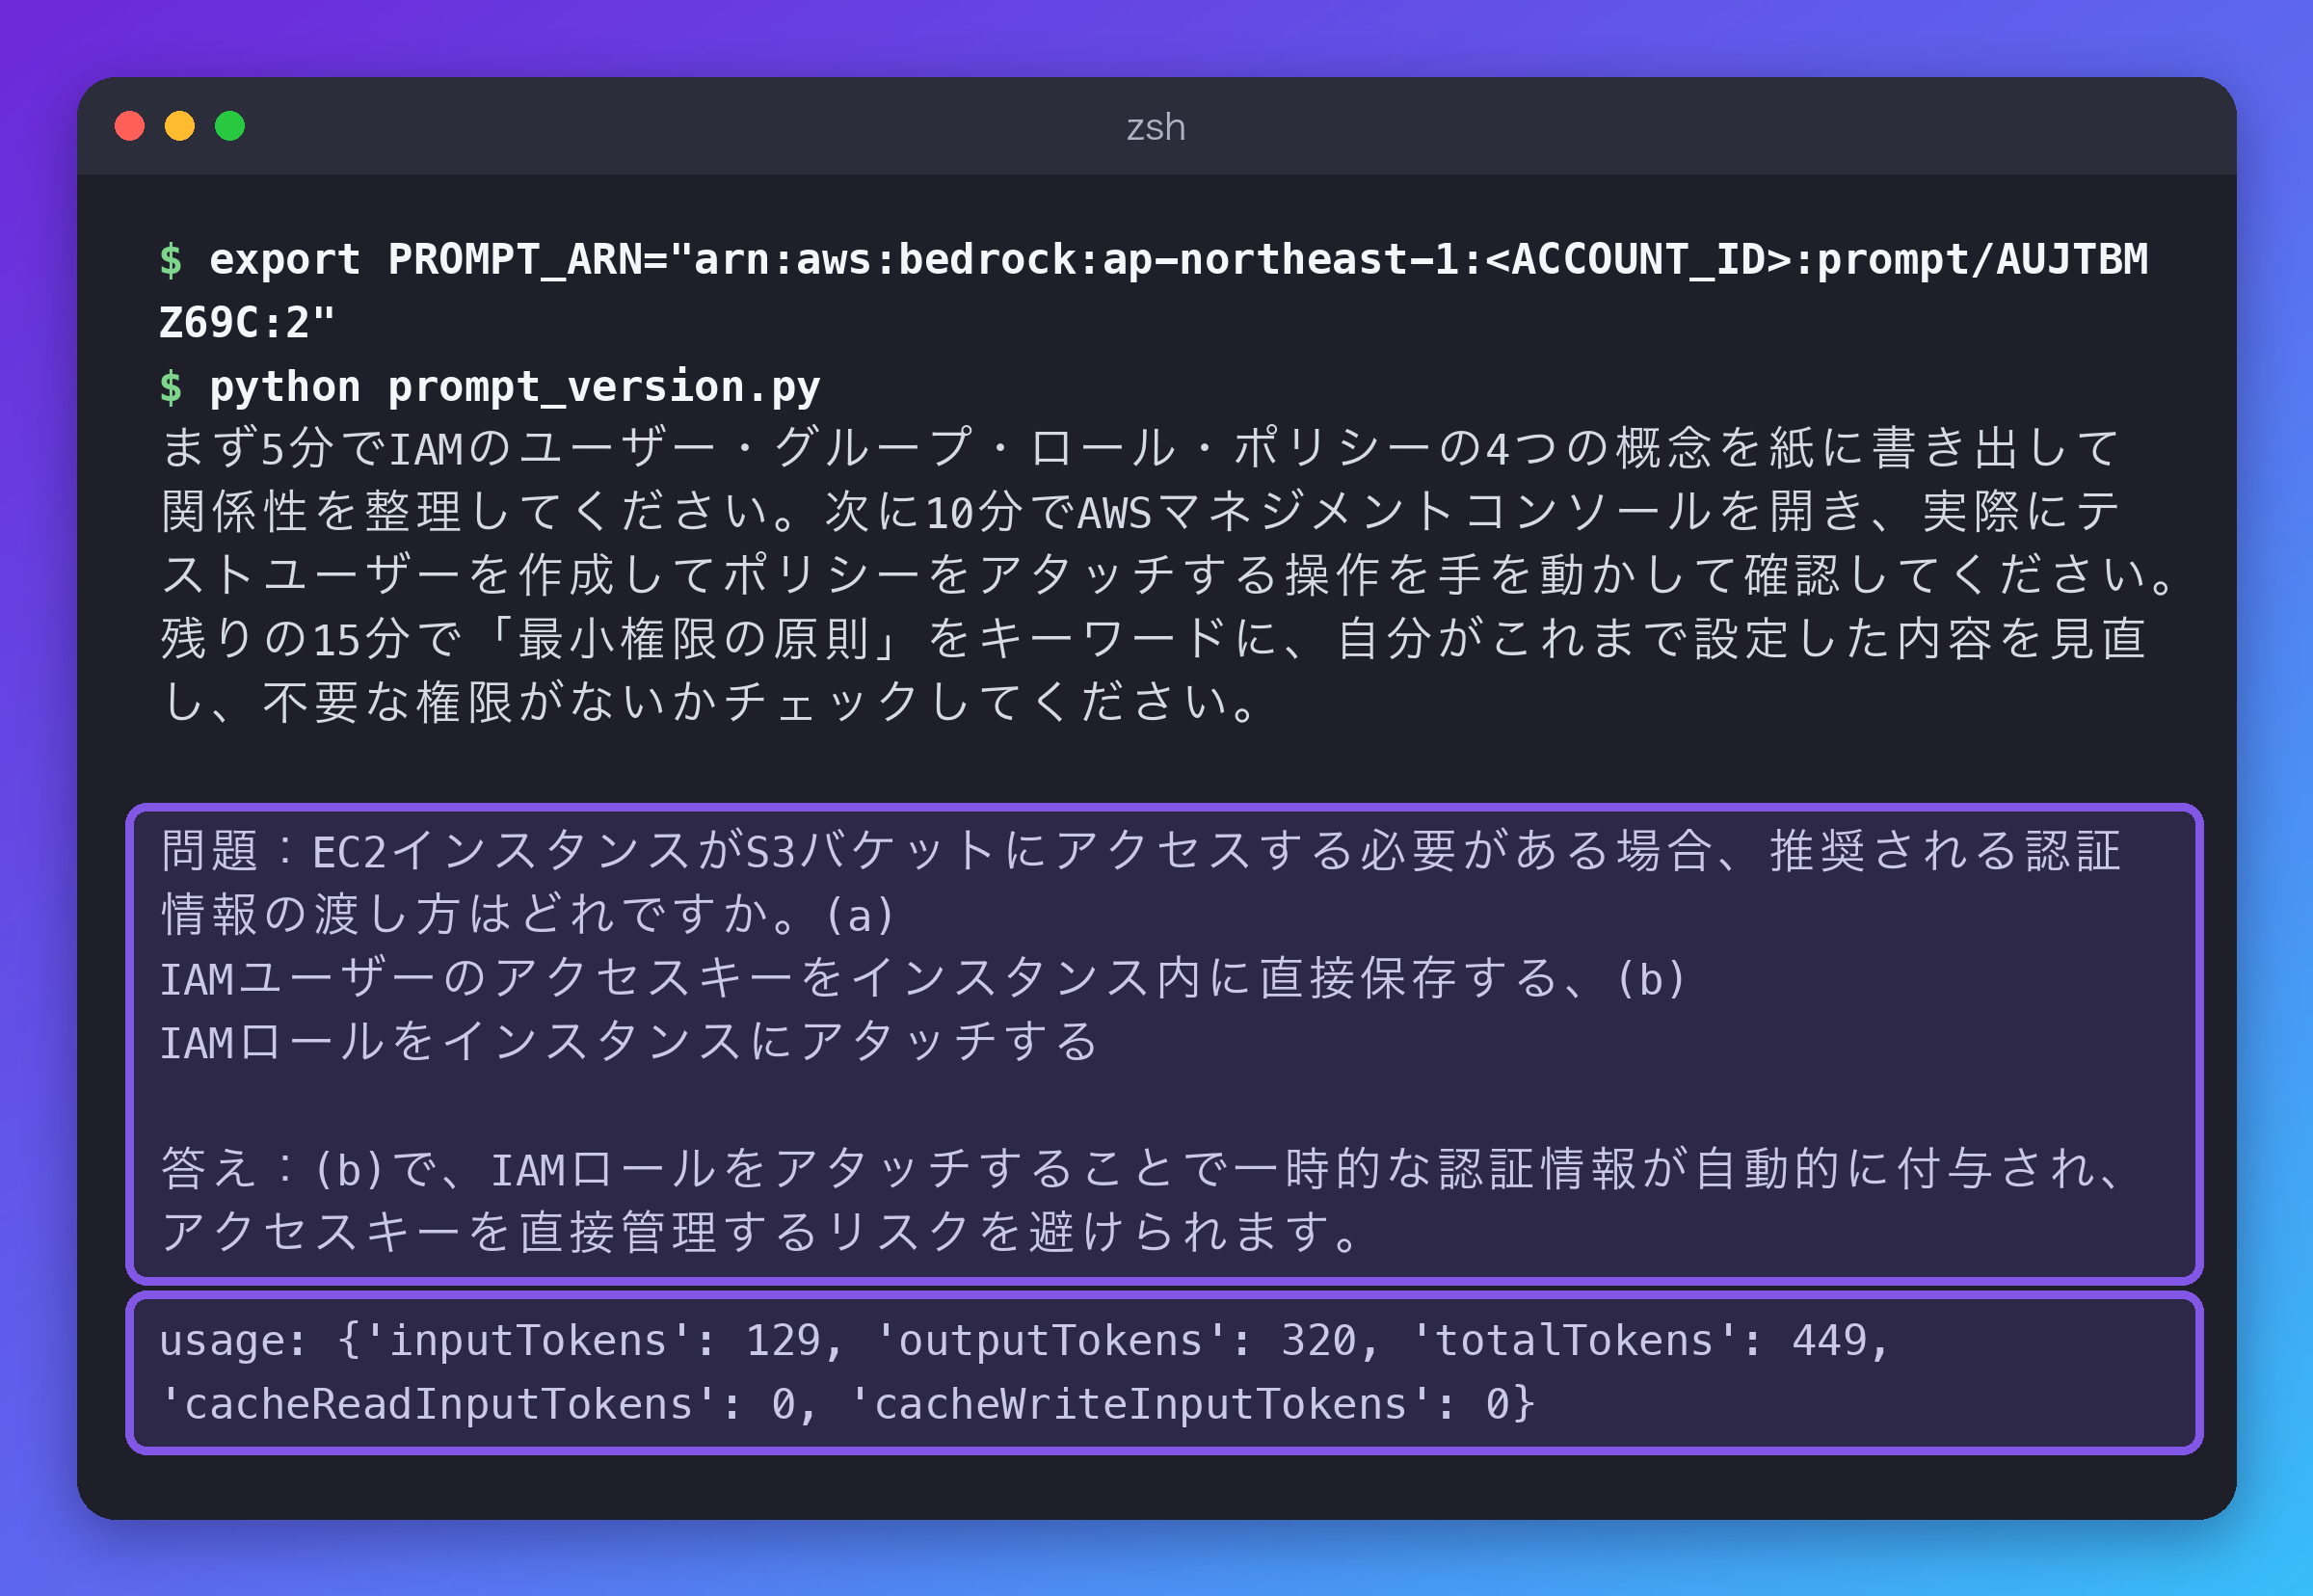 zsh
$ export PROMPT_ARN="arn:aws:bedrock:ap-northeast-1:<ACCOUNT_ID>:prompt/AUJTBM
Z69C:2"
$ python prompt_version.py
まず5分でIAMのユーザー・グループ・ロール・ポリシーの4つの概念を紙に書き出して
関係性を整理してください。次に10分でAWSマネジメントコンソールを開き、実際にテ
ストユーザーを作成してポリシーをアタッチする操作を手を動かして確認してください。
残りの15分で「最小権限の原則」をキーワードに、自分がこれまで設定した内容を見直
し、不要な権限がないかチェックしてください。
問題：EC2インスタンスがS3バケットにアクセスする必要がある場合、推奨される認証
情報の渡し方はどれですか。(a)
IAMユーザーのアクセスキーをインスタンス内に直接保存する、(b)
IAMロールをインスタンスにアタッチする
答え：(b)で、IAMロールをアタッチすることで一時的な認証情報が自動的に付与され、
アクセスキーを直接管理するリスクを避けられます。
usage: {'inputTokens': 129, 'outputTokens': 320, 'totalTokens': 449,
'cacheReadInputTokens': 0, 'cacheWriteInputTokens': 0}